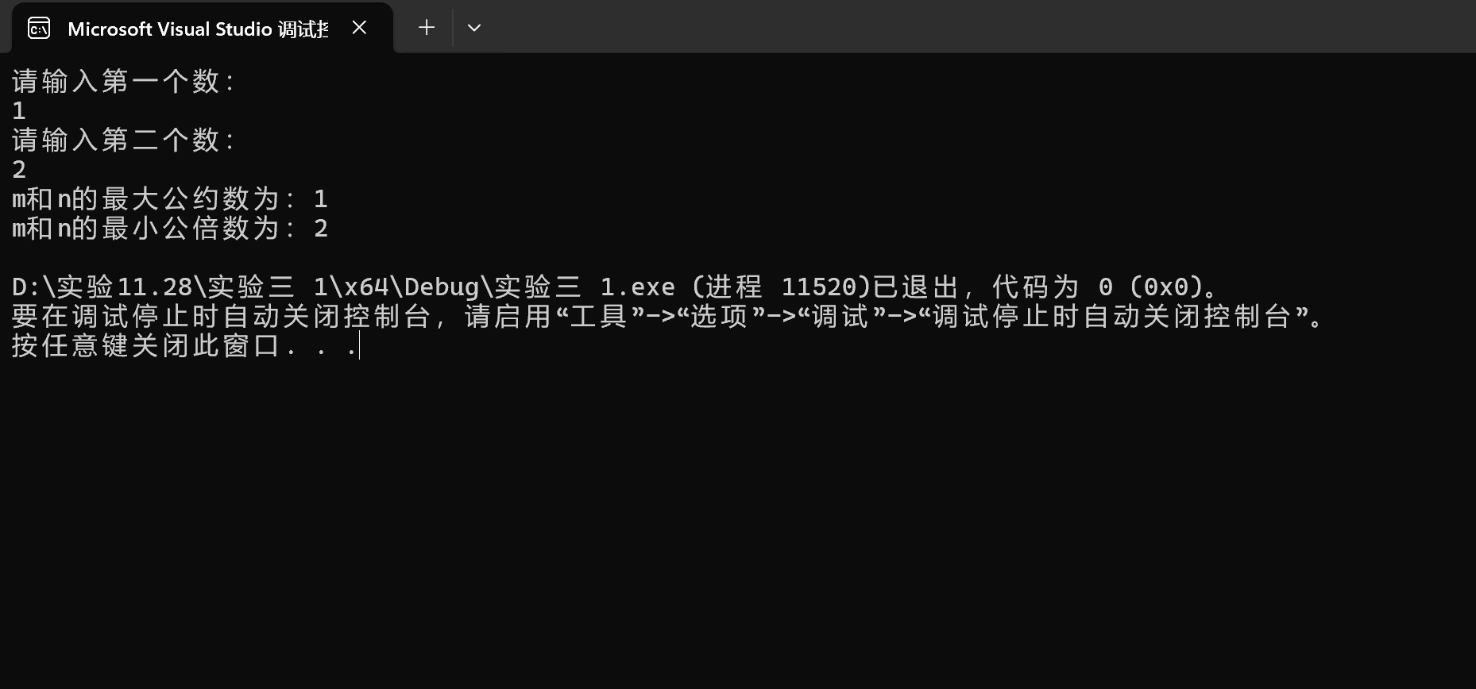 Microsoft Visual Studio 调试控
请输入第一个数：
1
请输入第二个数：
2
m和n的最大公约数为：1
m和n的最小公倍数为：2
D:\实验11.28\实验三 1\x64\Debug\实验三 1.exe (进程 11520)已退出，代码为 0 (0x0)。
要在调试停止时自动关闭控制台，请启用“工具”->“选项”->“调试”->“调试停止时自动关闭控制台”。
按任意键关闭此窗口. . .